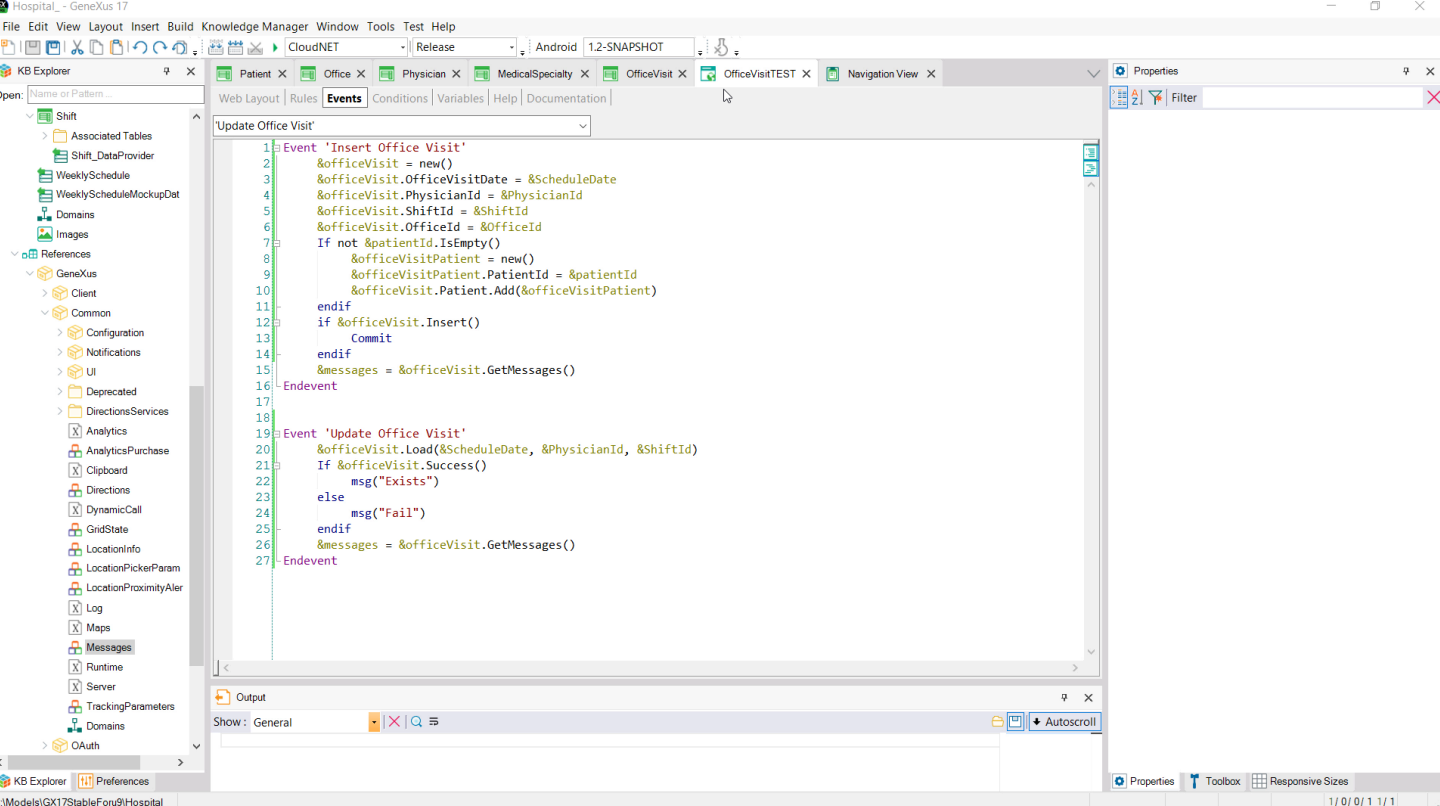 Hospital_ - GeneXus 17
File Edit View Layout Insert Build Knowledge Manager Window Tools Test Help
CloudNET Release Android 1.2-SNAPSHOT
KB Explorer
Open: Name or Pattern ...
Shift
Associated Tables
Shift_DataProvider
WeeklySchedule
WeeklyScheduleMockupDat
Domains
Images
References
GeneXus
Client
Common
Configuration
Notifications
UI
Deprecated
DirectionsServices
Analytics
AnalyticsPurchase
Clipboard
Directions
DynamicCall
GridState
LocationInfo
LocationPickerParam
LocationProximityAler
Log
Maps
Messages
Runtime
Server
TrackingParameters
Domains
OAuth
KB Explorer Preferences
Patient Office Physician MedicalSpecialty OfficeVisit OfficeVisitTEST Navigation View
Web Layout Rules Events Conditions Variables Help Documentation
'Update Office Visit'
1 Event 'Insert Office Visit'
2 &officeVisit = new()
3 &officeVisit.OfficeVisitDate = &ScheduleDate
4 &officeVisit.PhysicianId = &PhysicianId
5 &officeVisit.ShiftId = &ShiftId
6 &officeVisit.OfficeId = &OfficeId
7 If not &patientId.IsEmpty()
8 &officeVisitPatient = new()
9 &officeVisitPatient.PatientId = &patientId
10 &officeVisit.Patient.Add(&officeVisitPatient)
11 endif
12 if &officeVisit.Insert()
13 Commit
14 endif
15 &messages = &officeVisit.GetMessages()
16 Endevent
17
18
19 Event 'Update Office Visit'
20 &officeVisit.Load(&ScheduleDate, &PhysicianId, &ShiftId)
21 If &officeVisit.Success()
22 msg("Exists")
23 else
24 msg("Fail")
25 endif
26 &messages = &officeVisit.GetMessages()
27 Endevent
Output
Show: General Autoscroll
Properties
Filter
Properties Toolbox Responsive Sizes
:\Models\GX17StableForu9\Hospital 1/0/0/1 1/1